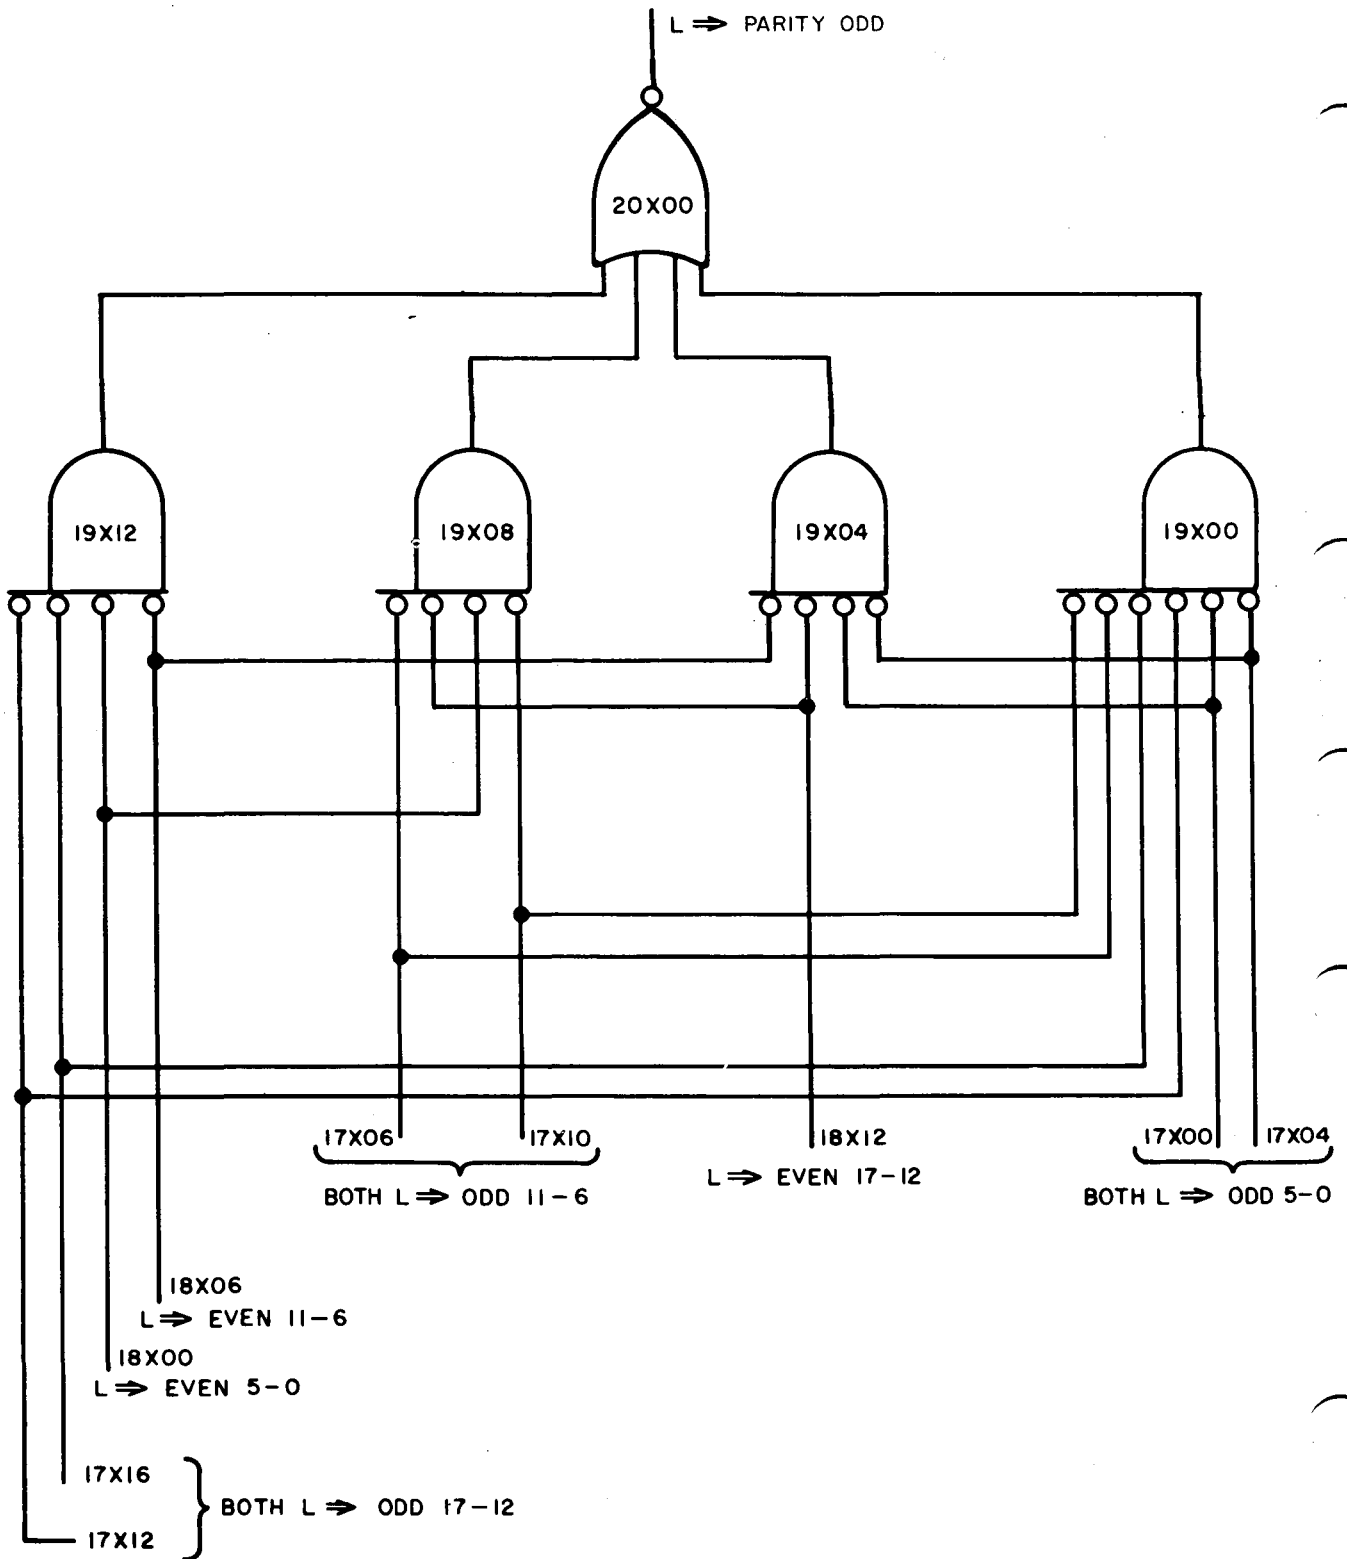 L ⇒ PARITY ODD
20X00
19X12
19X08
19X04
19X00
17X06
17X10
BOTH L ⇒ ODD 11-6
18X12
L ⇒ EVEN 17-12
17X00
17X04
BOTH L ⇒ ODD 5-0
18X06
L ⇒ EVEN 11-6
18X00
L ⇒ EVEN 5-0
17X16
BOTH L ⇒ ODD 17-12
17X12